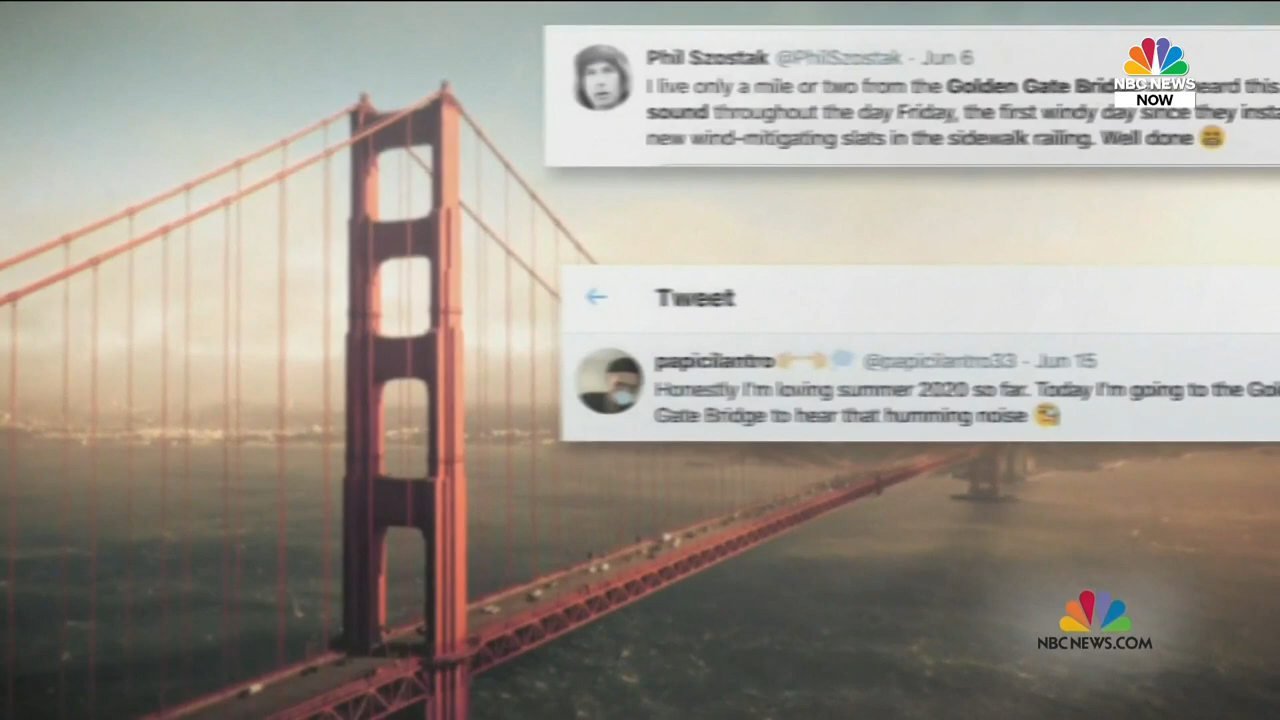 Phil Szostak @PhilSzostak - Jun 6
I live only a mile or two from the Golden Gate Brid eard this
sound throughout the day Friday, the first windy day since they insta
new wind-mitigating slats in the sidewalk railing. Well done 😩
NBC NEWS
NOW
← Tweet
papicilantro @papicilantro33 - Jun 15
Honestly I'm loving summer 2020 so far. Today I'm going to the Gol
Gate Bridge to hear that humming noise
NBCNEWS.COM